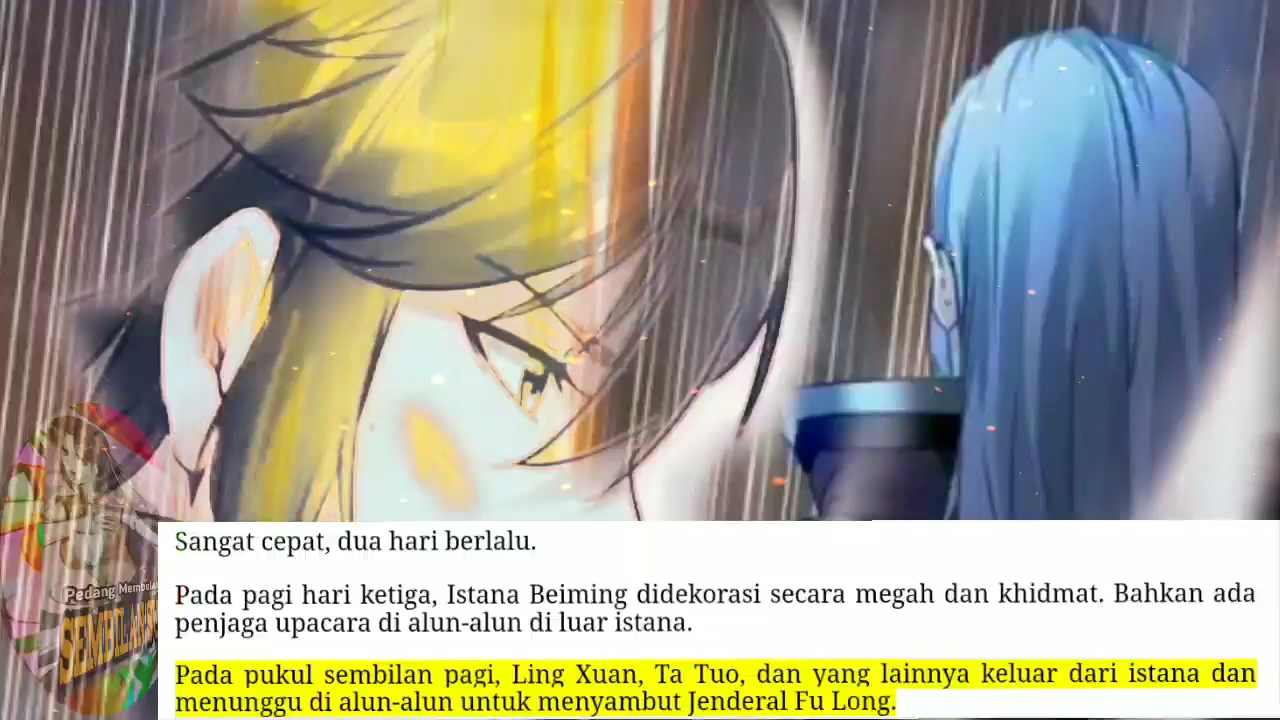 Sangat cepat, dua hari berlalu.
Pada pagi hari ketiga, Istana Beiming didekorasi secara megah dan khidmat. Bahkan ada
penjaga upacara di alun-alun di luar istana.
Pada pukul sembilan pagi, Ling Xuan, Ta Tuo, dan yang lainnya keluar dari istana dan
menunggu di alun-alun untuk menyambut Jenderal Fu Long.
Pedang